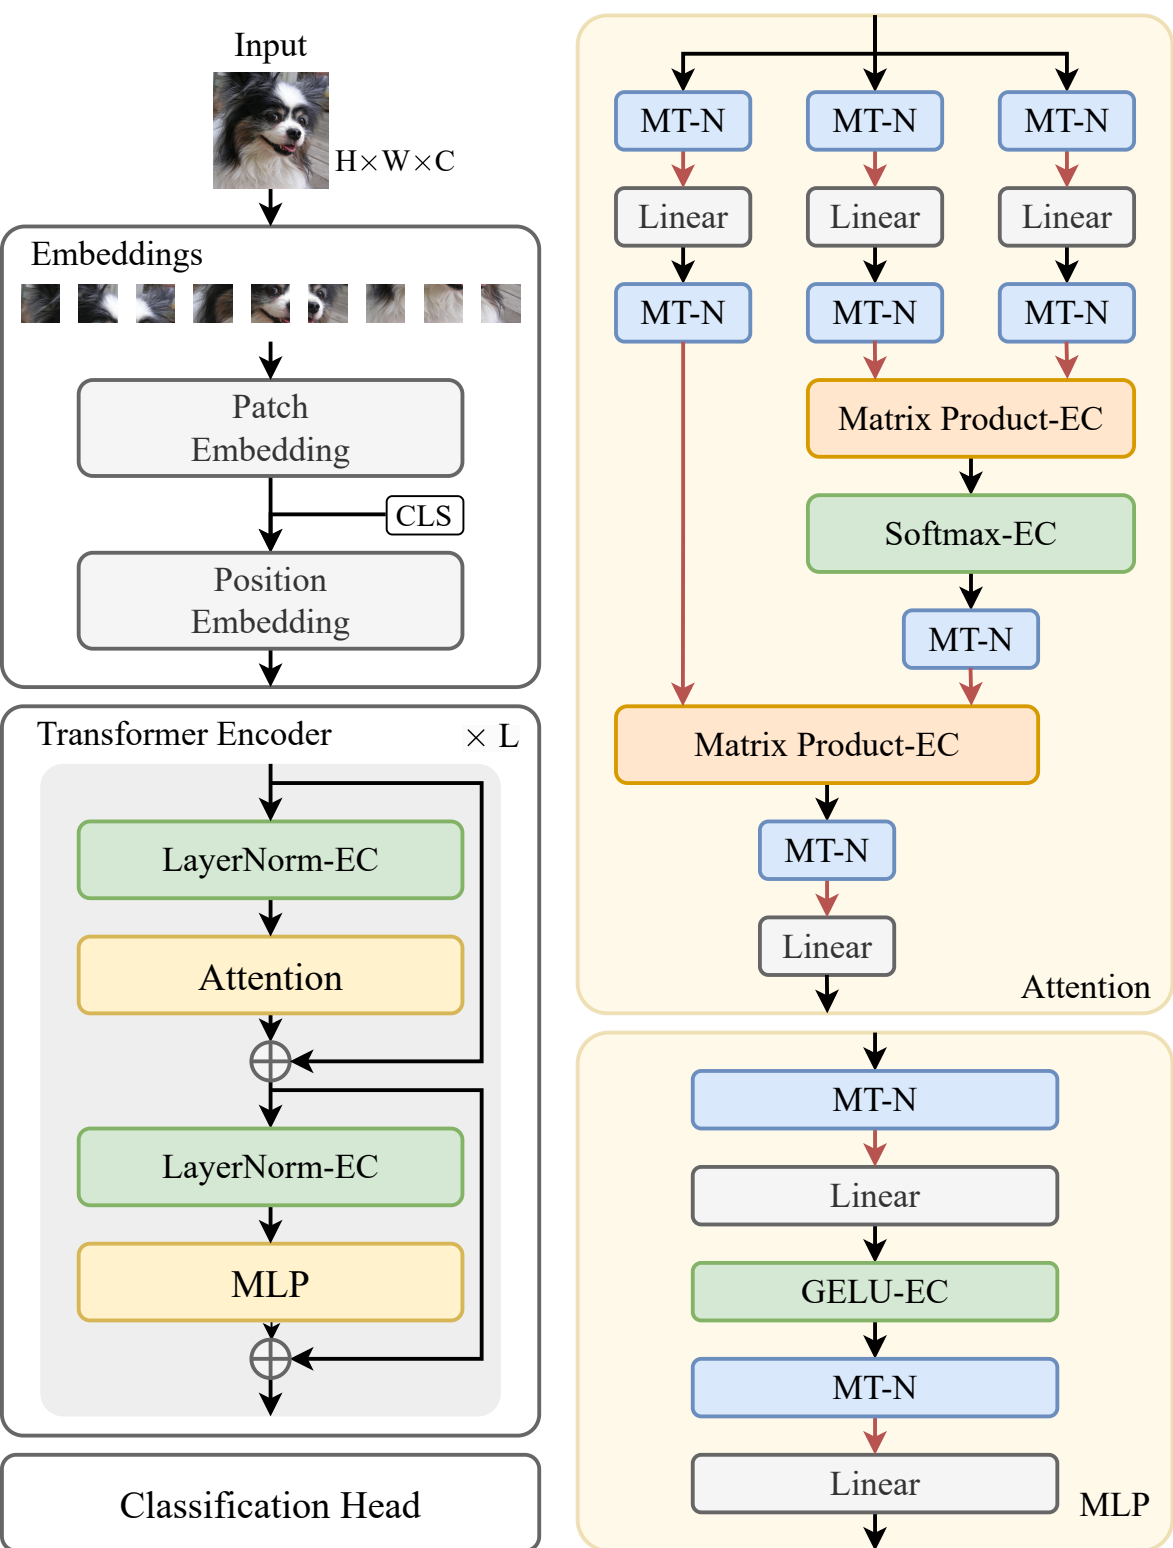 Input
H×W×C
Embeddings
Patch
Embedding
CLS
Position
Embedding
Transformer Encoder
× L
LayerNorm-EC
Attention
LayerNorm-EC
MLP
Classification Head
MT-N
MT-N
MT-N
Linear
Linear
Linear
MT-N
MT-N
MT-N
Matrix Product-EC
Softmax-EC
MT-N
Matrix Product-EC
MT-N
Linear
Attention
MT-N
Linear
GELU-EC
MT-N
Linear
MLP